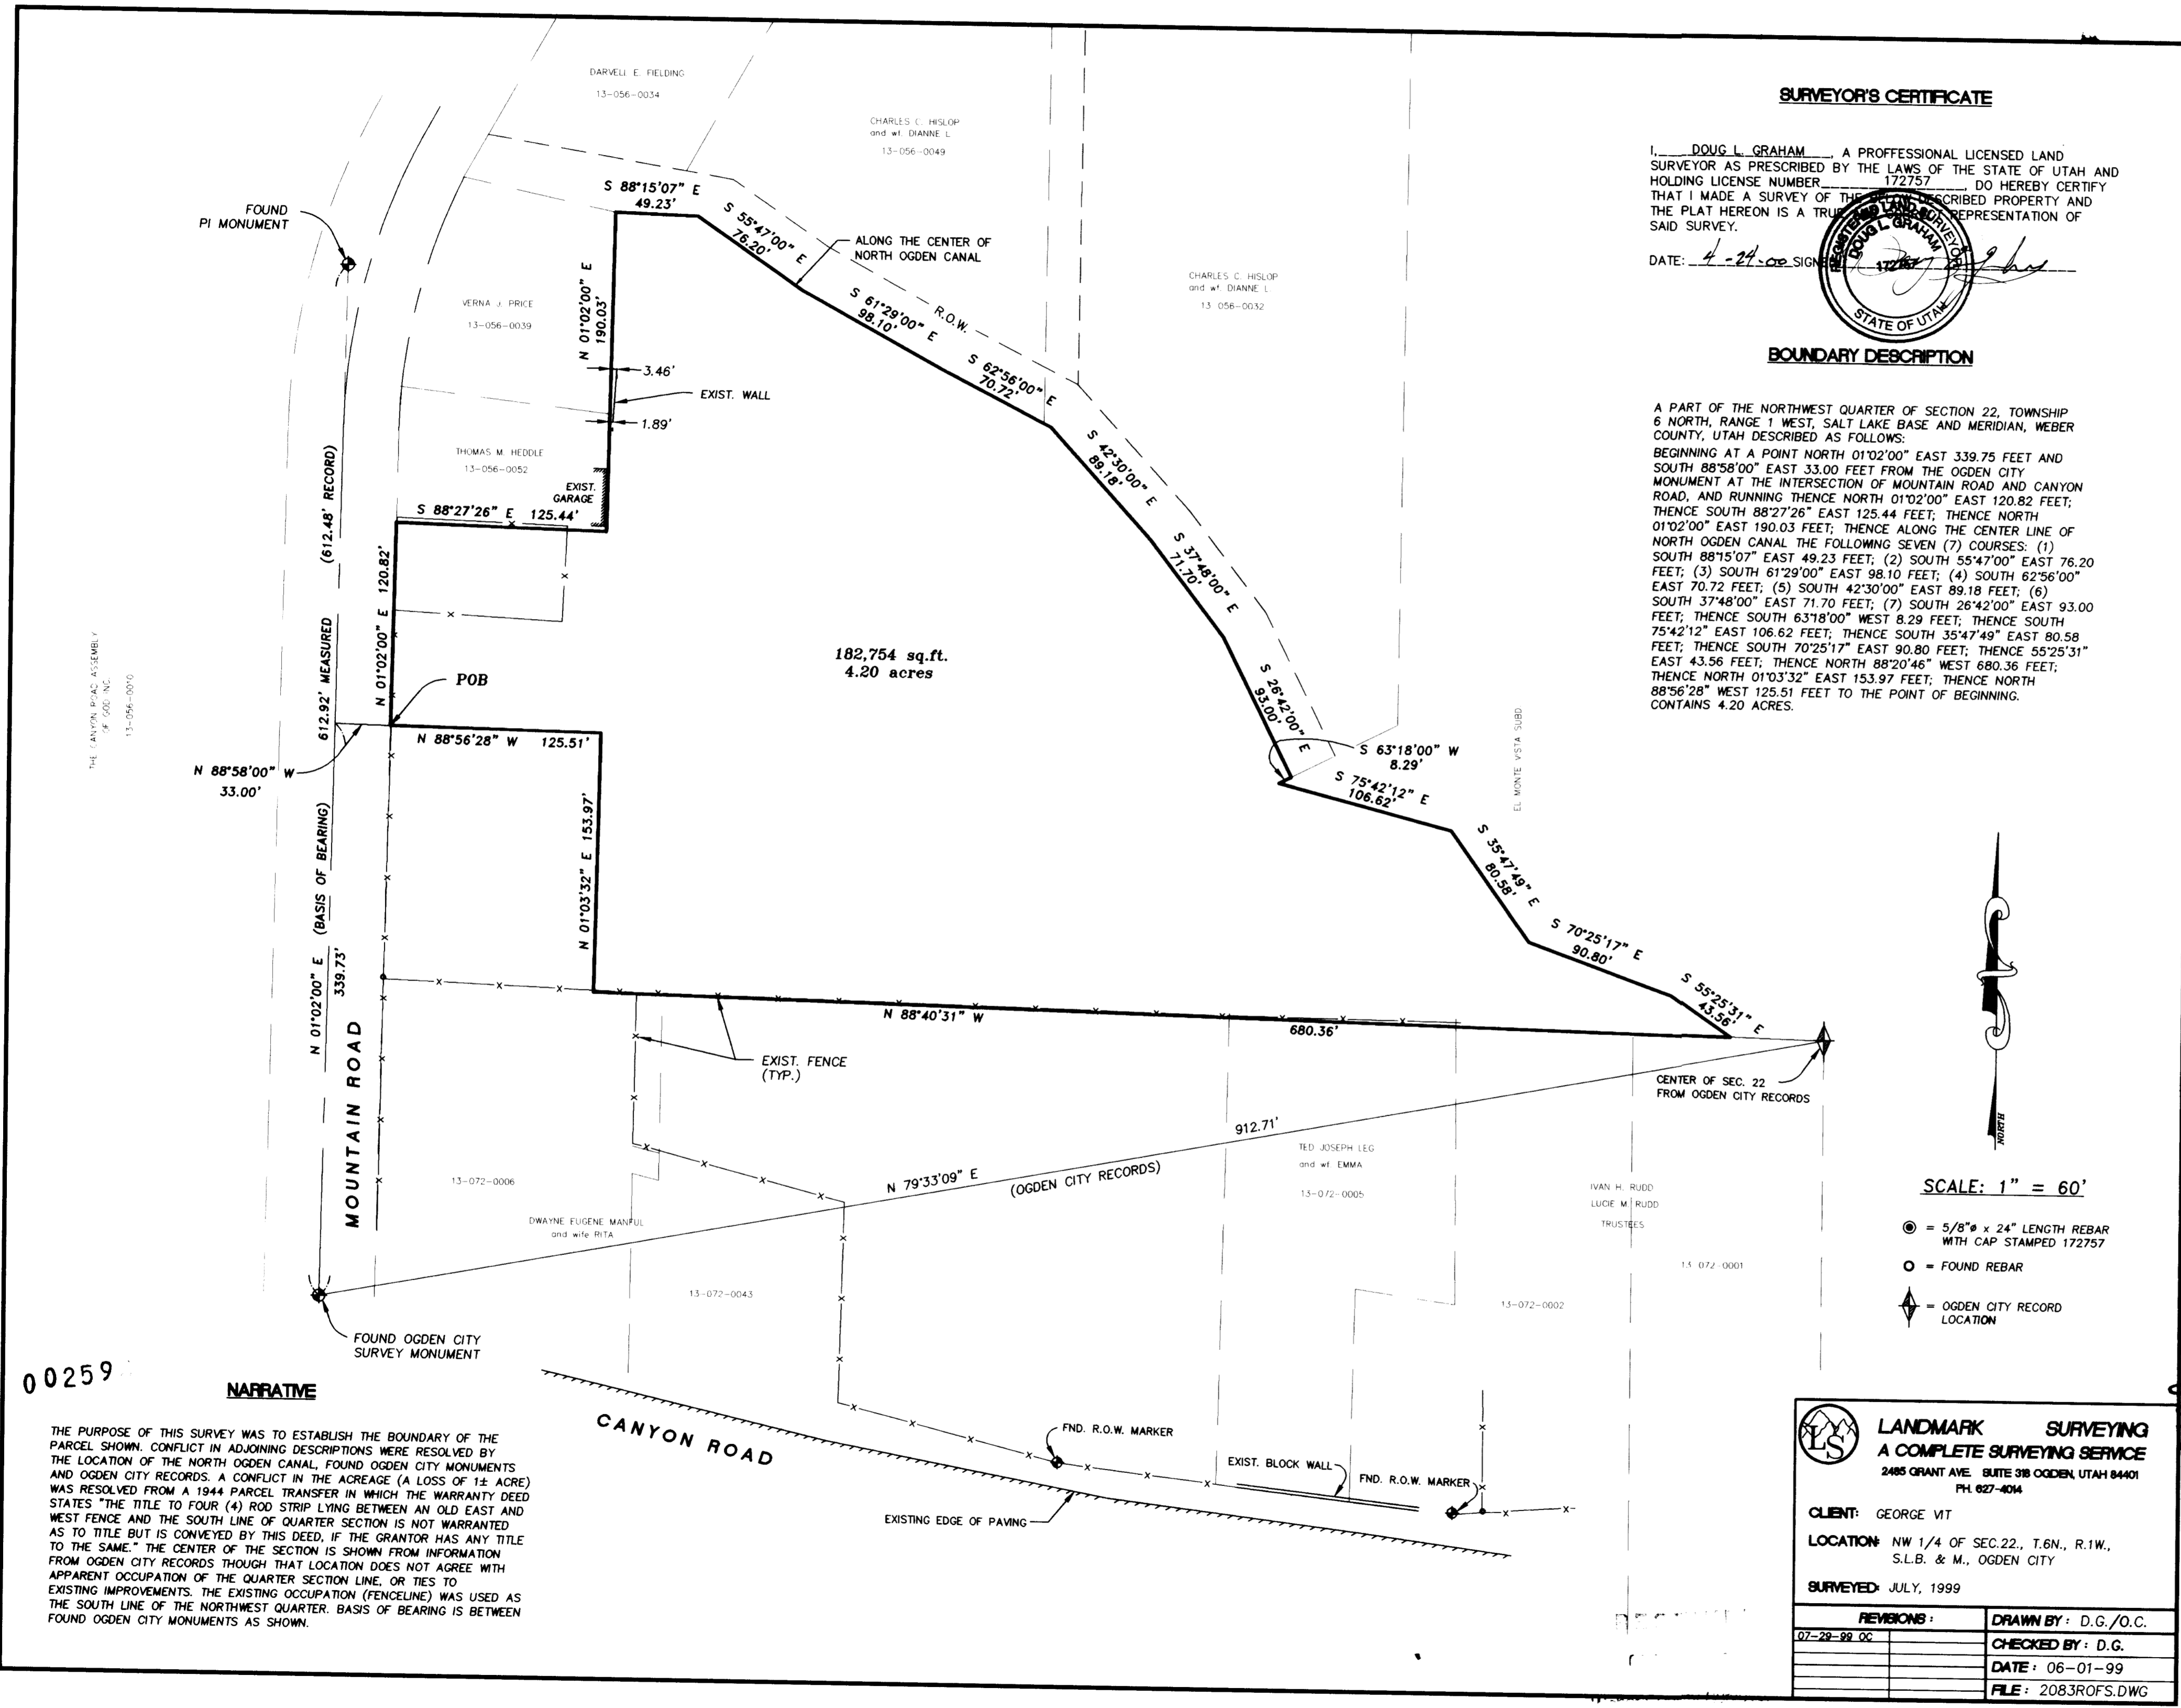 DARVELL E. FIELDING
13-056-0034
CHARLES C. HISLOP
and wf. DIANNE L.
13-056-0049
FOUND
PI MONUMENT
S 88°15'07" E
49.23'
S 55°47'00" E
76.20'
ALONG THE CENTER OF
NORTH OGDEN CANAL
S 61°29'00" E
98.10'
R.O.W.
S 62°56'00" E
70.72'
CHARLES C. HISLOP
and wf. DIANNE L.
13 056-0032
VERNA J. PRICE
13-056-0039
N 01°02'00" E
190.03'
3.46'
EXIST. WALL
1.89'
THOMAS M. HEDDLE
13-056-0052
EXIST.
GARAGE
S 88°27'26" E 125.44'
S 42°30'00" E
89.18'
S 37°48'00" E
71.70'
S 26°42'00" E
93.00'
N 01°02'00" E 120.82'
612.92' MEASURED (612.48' RECORD)
182,754 sq.ft.
4.20 acres
POB
THE CANYON ROAD ASSEMBLY
OF GOD INC.
13-056-0010
N 88°56'28" W 125.51'
N 88°58'00" W
33.00'
N 01°02'00" E (BASIS OF BEARING)
339.73'
N 01°03'32" E 153.97'
S 63°18'00" W
8.29'
S 75°42'12" E
106.62'
EL MONTE VISTA SUBD
S 35°47'49" E
80.58'
S 70°25'17" E
90.80'
S 55°25'31" E
43.56'
N 88°40'31" W
680.36'
MOUNTAIN ROAD
EXIST. FENCE
(TYP.)
CENTER OF SEC. 22
FROM OGDEN CITY RECORDS
912.71'
N 79°33'09" E
(OGDEN CITY RECORDS)
13-072-0006
DWAYNE EUGENE MANFUL
and wife RITA
13-072-0043
TED JOSEPH LEG
and wf. EMMA
13-072-0005
IVAN H. RUDD
LUCIE M. RUDD
TRUSTEES
13 072-0001
13-072-0002
FOUND OGDEN CITY
SURVEY MONUMENT
CANYON ROAD
FND. R.O.W. MARKER
EXIST. BLOCK WALL
FND. R.O.W. MARKER
EXISTING EDGE OF PAVING
00259
NARRATIVE
THE PURPOSE OF THIS SURVEY WAS TO ESTABLISH THE BOUNDARY OF THE
PARCEL SHOWN. CONFLICT IN ADJOINING DESCRIPTIONS WERE RESOLVED BY
THE LOCATION OF THE NORTH OGDEN CANAL, FOUND OGDEN CITY MONUMENTS
AND OGDEN CITY RECORDS. A CONFLICT IN THE ACREAGE (A LOSS OF 1± ACRE)
WAS RESOLVED FROM A 1944 PARCEL TRANSFER IN WHICH THE WARRANTY DEED
STATES "THE TITLE TO FOUR (4) ROD STRIP LYING BETWEEN AN OLD EAST AND
WEST FENCE AND THE SOUTH LINE OF QUARTER SECTION IS NOT WARRANTED
AS TO TITLE BUT IS CONVEYED BY THIS DEED, IF THE GRANTOR HAS ANY TITLE
TO THE SAME." THE CENTER OF THE SECTION IS SHOWN FROM INFORMATION
FROM OGDEN CITY RECORDS THOUGH THAT LOCATION DOES NOT AGREE WITH
APPARENT OCCUPATION OF THE QUARTER SECTION LINE, OR TIES TO
EXISTING IMPROVEMENTS. THE EXISTING OCCUPATION (FENCELINE) WAS USED AS
THE SOUTH LINE OF THE NORTHWEST QUARTER. BASIS OF BEARING IS BETWEEN
FOUND OGDEN CITY MONUMENTS AS SHOWN.
SURVEYOR'S CERTIFICATE
I, DOUG L. GRAHAM, A PROFFESSIONAL LICENSED LAND
SURVEYOR AS PRESCRIBED BY THE LAWS OF THE STATE OF UTAH AND
HOLDING LICENSE NUMBER 172757, DO HEREBY CERTIFY
THAT I MADE A SURVEY OF THE BELOW DESCRIBED PROPERTY AND
THE PLAT HEREON IS A TRUE REPRESENTATION OF
SAID SURVEY.
DATE: 4-24-00 SIGN
REGISTERED LAND SURVEYOR
DOUG L. GRAHAM
172757
STATE OF UTAH
BOUNDARY DESCRIPTION
A PART OF THE NORTHWEST QUARTER OF SECTION 22, TOWNSHIP
6 NORTH, RANGE 1 WEST, SALT LAKE BASE AND MERIDIAN, WEBER
COUNTY, UTAH DESCRIBED AS FOLLOWS:
BEGINNING AT A POINT NORTH 01°02'00" EAST 339.75 FEET AND
SOUTH 88°58'00" EAST 33.00 FEET FROM THE OGDEN CITY
MONUMENT AT THE INTERSECTION OF MOUNTAIN ROAD AND CANYON
ROAD, AND RUNNING THENCE NORTH 01°02'00" EAST 120.82 FEET;
THENCE SOUTH 88°27'26" EAST 125.44 FEET; THENCE NORTH
01°02'00" EAST 190.03 FEET; THENCE ALONG THE CENTER LINE OF
NORTH OGDEN CANAL THE FOLLOWING SEVEN (7) COURSES: (1)
SOUTH 88°15'07" EAST 49.23 FEET; (2) SOUTH 55°47'00" EAST 76.20
FEET; (3) SOUTH 61°29'00" EAST 98.10 FEET; (4) SOUTH 62°56'00"
EAST 70.72 FEET; (5) SOUTH 42°30'00" EAST 89.18 FEET; (6)
SOUTH 37°48'00" EAST 71.70 FEET; (7) SOUTH 26°42'00" EAST 93.00
FEET; THENCE SOUTH 63°18'00" WEST 8.29 FEET; THENCE SOUTH
75°42'12" EAST 106.62 FEET; THENCE SOUTH 35°47'49" EAST 80.58
FEET; THENCE SOUTH 70°25'17" EAST 90.80 FEET; THENCE 55°25'31"
EAST 43.56 FEET; THENCE NORTH 88°20'46" WEST 680.36 FEET;
THENCE NORTH 01°03'32" EAST 153.97 FEET; THENCE NORTH
88°56'28" WEST 125.51 FEET TO THE POINT OF BEGINNING.
CONTAINS 4.20 ACRES.
NORTH
SCALE: 1" = 60'
= 5/8"ø x 24" LENGTH REBAR
WITH CAP STAMPED 172757
= FOUND REBAR
= OGDEN CITY RECORD
LOCATION
LS
LANDMARK SURVEYING
A COMPLETE SURVEYING SERVICE
2485 GRANT AVE. SUITE 318 OGDEN, UTAH 84401
PH. 627-4014
CLIENT: GEORGE VIT
LOCATION: NW 1/4 OF SEC.22., T.6N., R.1W.,
S.L.B. & M., OGDEN CITY
SURVEYED: JULY, 1999
REVISIONS:
07-29-99 OC
DRAWN BY: D.G./O.C.
CHECKED BY: D.G.
DATE: 06-01-99
FILE: 2083ROFS.DWG